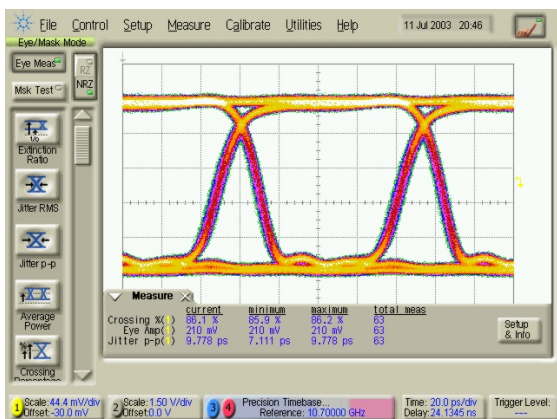 File Control Setup Measure Calibrate Utilities Help 11 Jul 2003 20:46
Eye/Mask Mode
Eye Meas
RZ
Msk Test
NRZ
Extinction
Ratio
Jitter RMS
Jitter p-p
Average
Power
Crossing
Percentage
Measure
current minimum maximum total meas
Crossing %(1) 86.1 % 85.9 % 86.2 % 63
Eye Amp(1) 210 mV 210 mV 210 mV 63
Jitter p-p(1) 9.778 ps 7.111 ps 9.778 ps 63
Setup
& Info
1 Scale:44.4 mV/div 2 Scale:1.50 V/div 3 4 Precision Timebase... Time: 20.0 ps/div Trigger Level:
Offset:-30.0 mV Offset:0.0 V Reference: 10.70000 GHz Delay:24.1345 ns ---